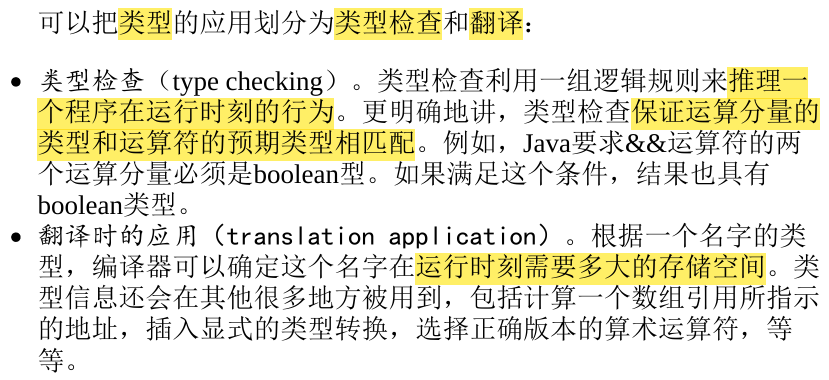 可以把类型的应用划分为类型检查和翻译：
• 类型检查（type checking）。类型检查利用一组逻辑规则来推理一
个程序在运行时刻的行为。更明确地讲，类型检查保证运算分量的
类型和运算符的预期类型相匹配。例如，Java要求&&运算符的两
个运算分量必须是boolean型。如果满足这个条件，结果也具有
boolean类型。
• 翻译时的应用（translation application）。根据一个名字的类
型，编译器可以确定这个名字在运行时刻需要多大的存储空间。类
型信息还会在其他很多地方被用到，包括计算一个数组引用所指示
的地址，插入显式的类型转换，选择正确版本的算术运算符，等
等。